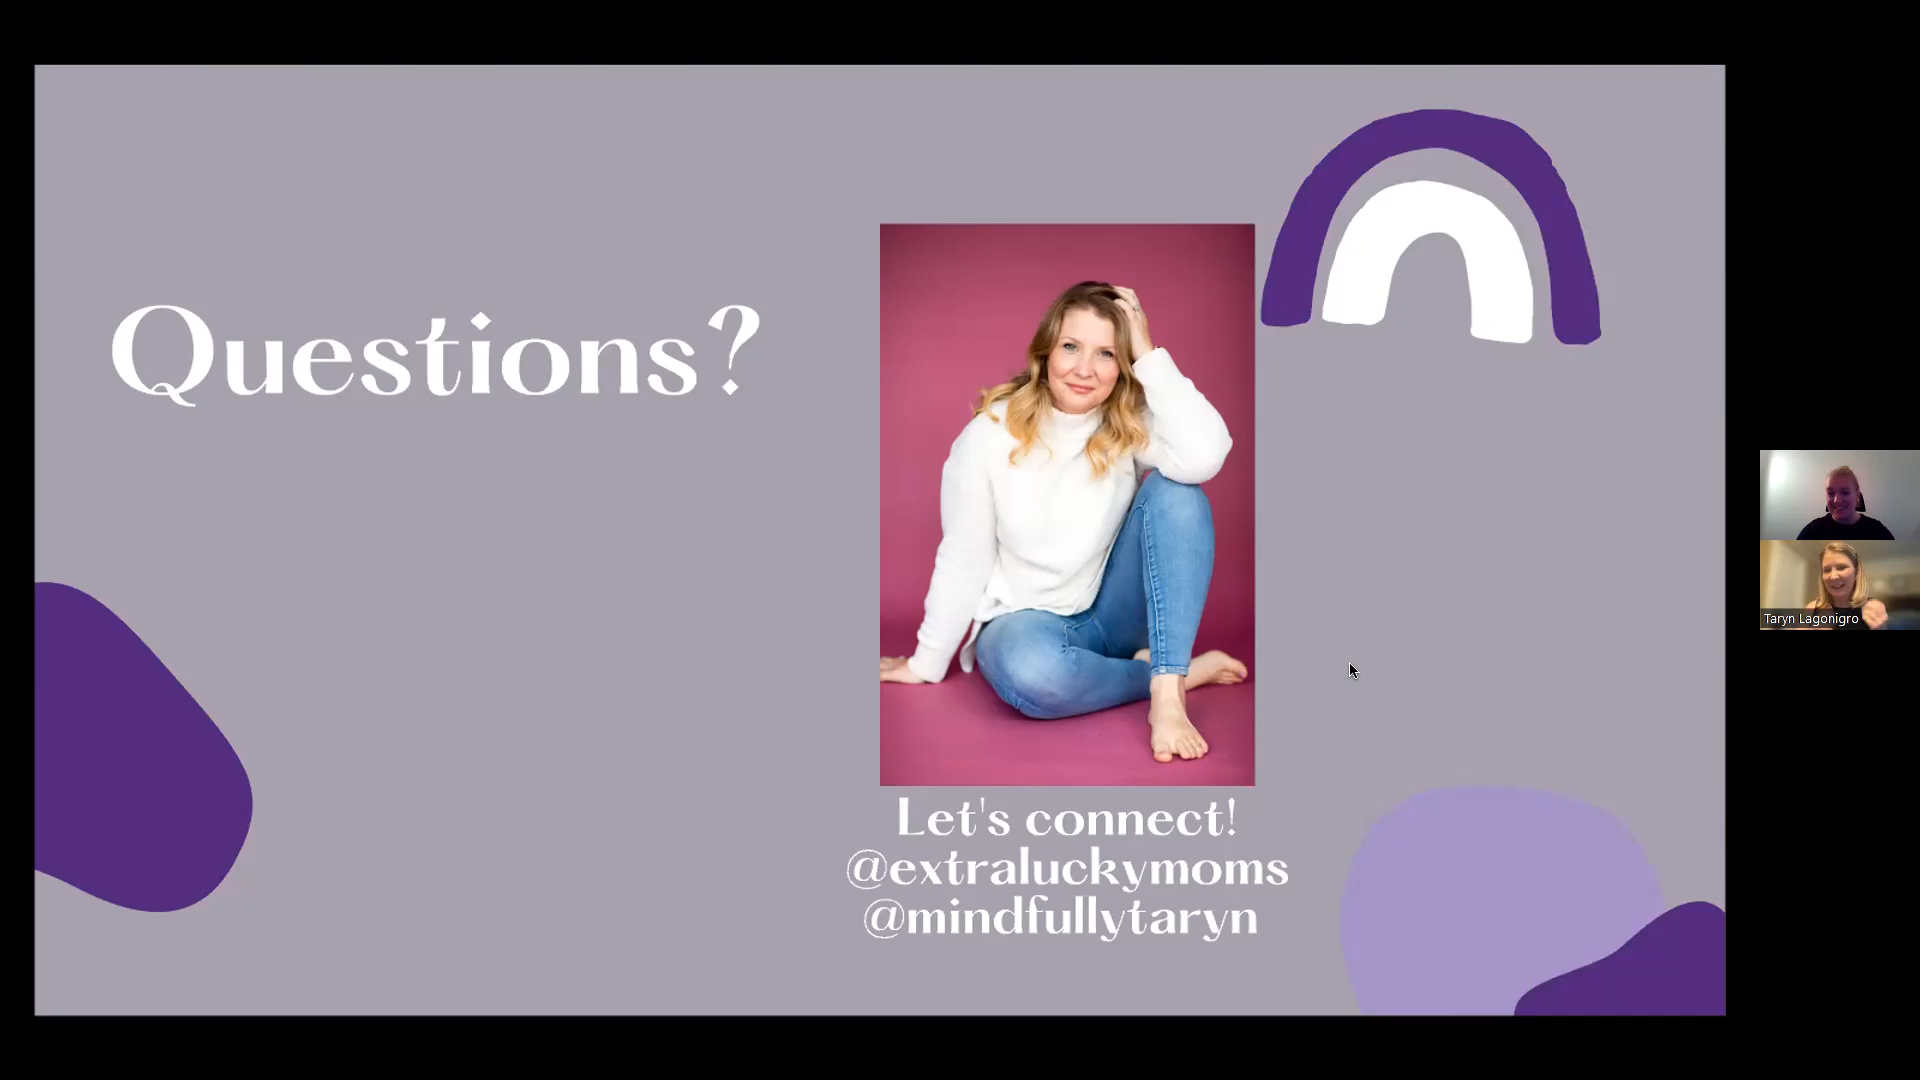 Questions?
Let's connect!
@extraluckymoms
@mindfullytaryn
Taryn Lagonigro